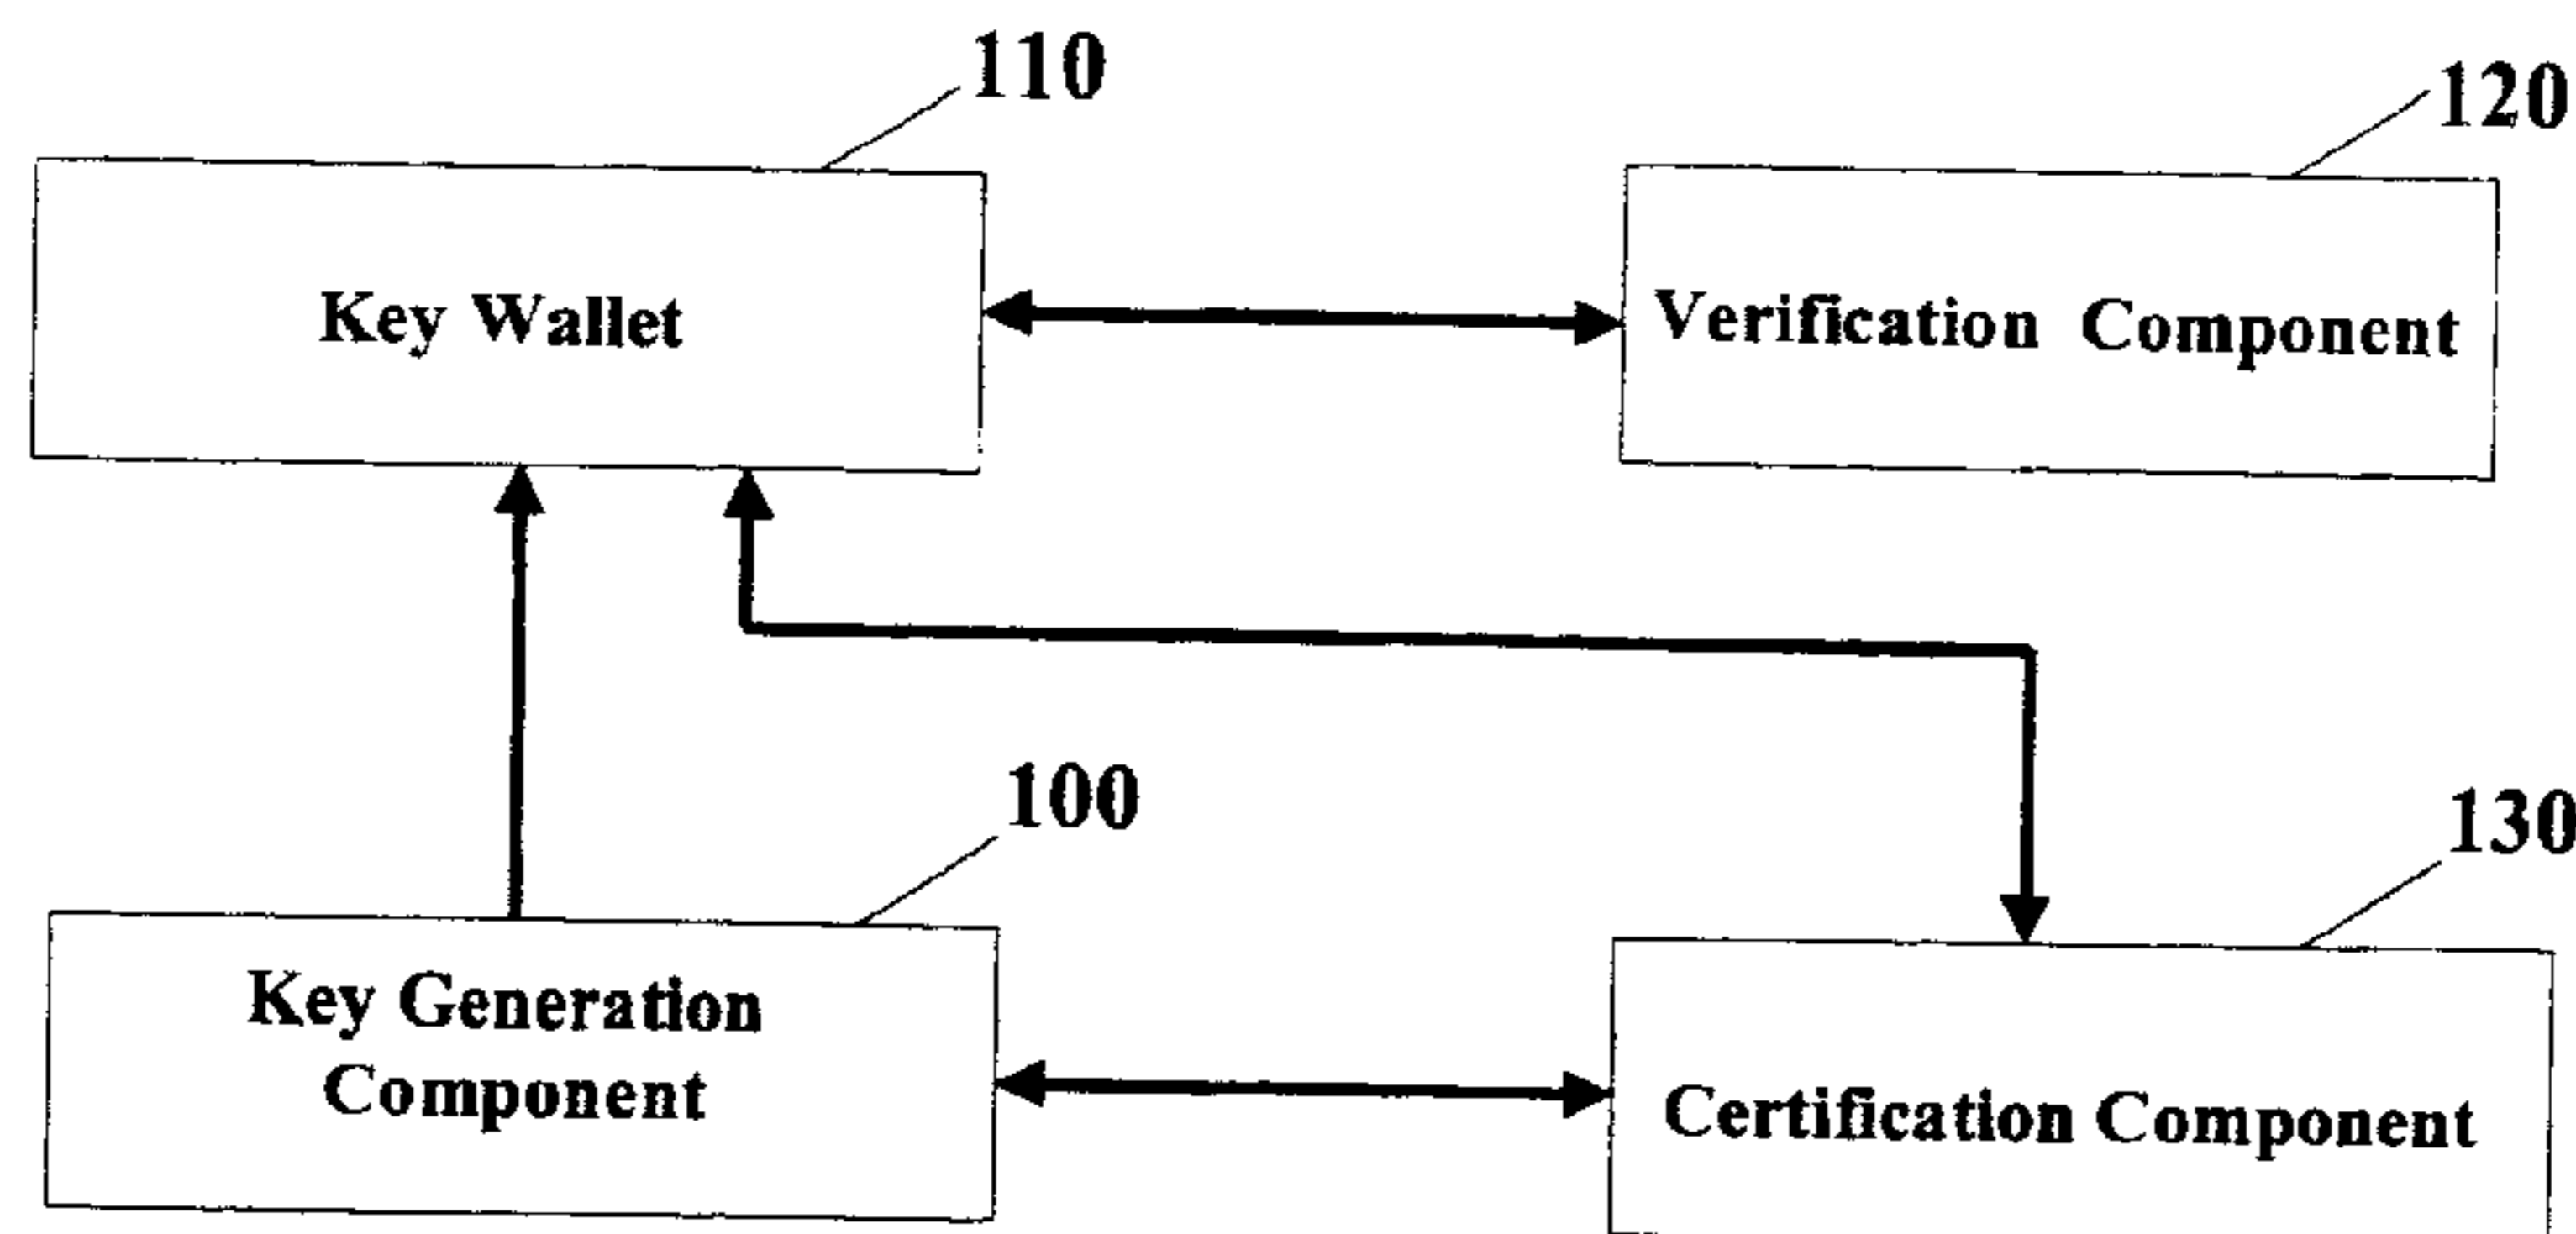 110
120
Key Wallet
Verification Component
100
130
Key Generation
Component
Certification Component